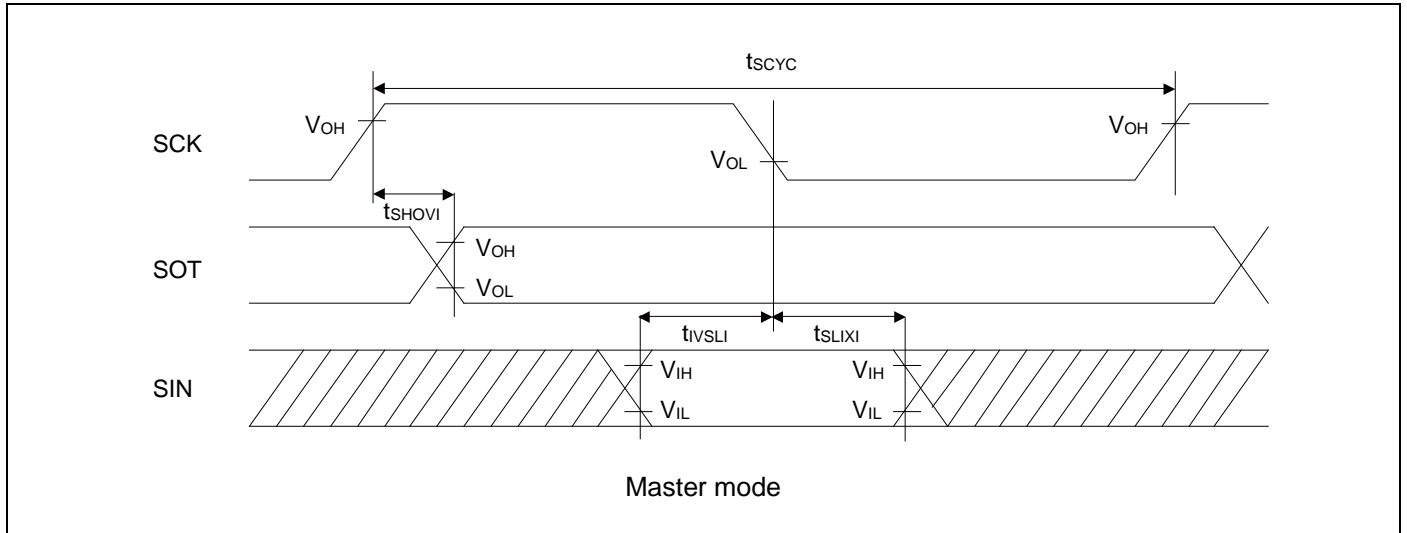 tSCYC
SCK
VOH
VOL
VOH
tSHOVI
SOT
VOH
VOL
tIVSLI
tSLIXI
SIN
VIH
VIL
VIH
VIL
Master mode